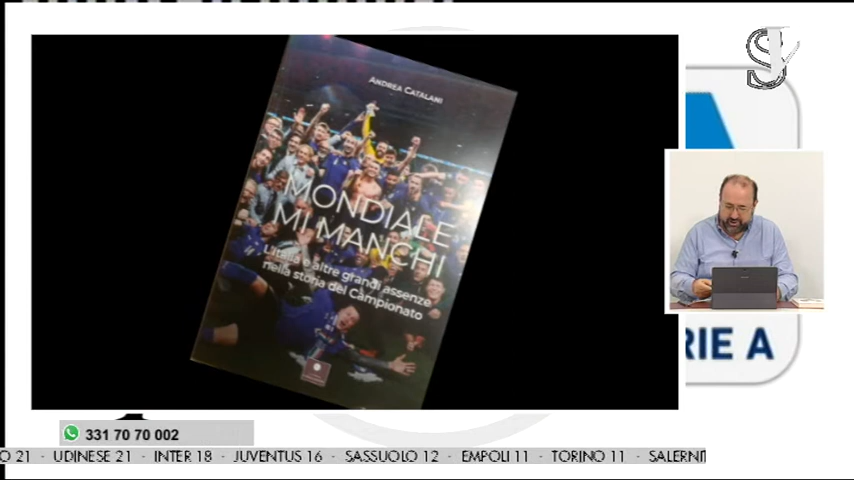 ANDREA CATALANI
MONDIALE
MI MANCHI
L'Italia e altre grandi assenze
nella storia del Campionato
RIE A
331 70 70 002
O 21 - UDINESE 21 - INTER 18 - JUVENTUS 16 - SASSUOLO 12 - EMPOLI 11 - TORINO 11 - SALERNIT